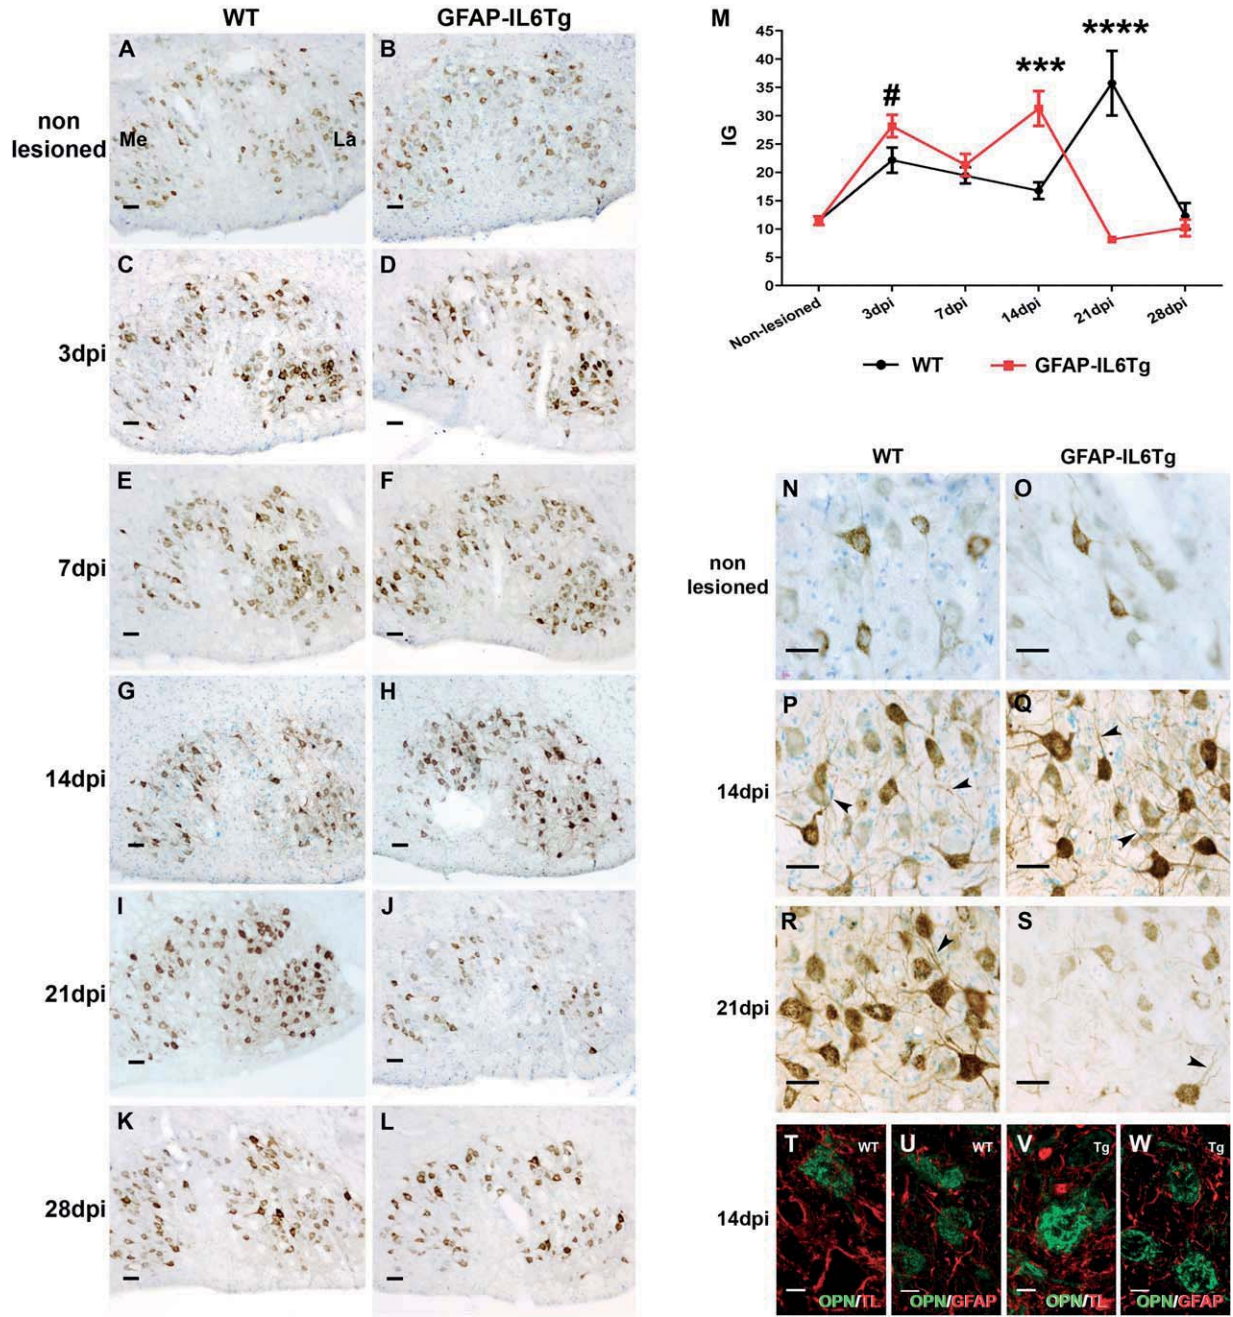 WT GFAP-IL6Tg
non lesioned
A B
Me La
3dpi
C D
7dpi
E F
14dpi
G H
21dpi
I J
28dpi
K L
M
IG
45
40
35
30
25
20
15
10
5
0
#
***
****
Non-lesioned 3dpi 7dpi 14dpi 21dpi 28dpi
WT GFAP-IL6Tg
WT GFAP-IL6Tg
non lesioned
N O
14dpi
P Q
21dpi
R S
14dpi
T WT U WT V Tg W Tg
OPN/TL OPN/GFAP OPN/TL OPN/GFAP